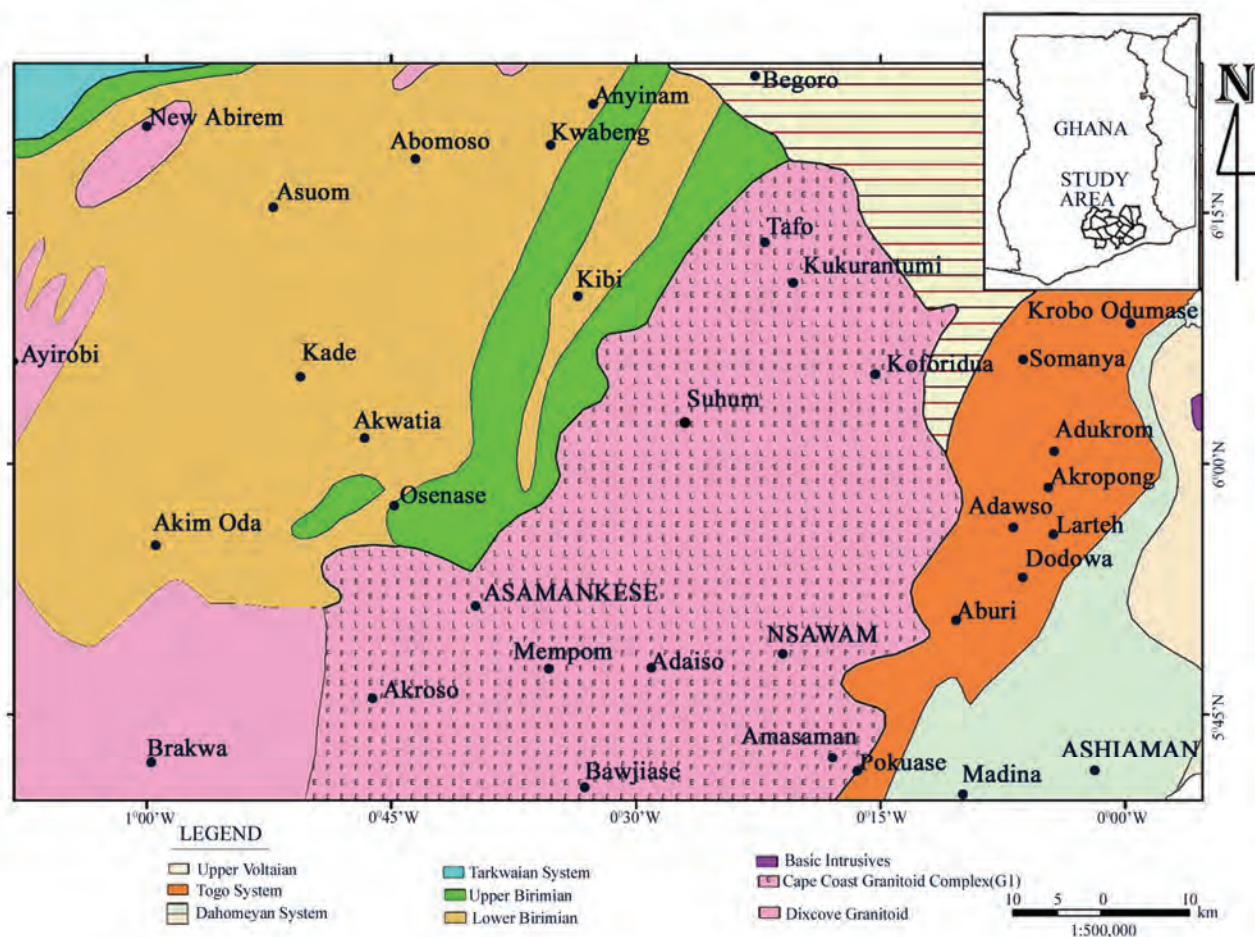 Begoro
N
New Abirem
Anyinam
GHANA
Abomoso
Kwabeng
Asuom
STUDY
AREA
6°15'N
Tafo
Kukurantumi
Kibi
Krobo Odumase
Ayirobi
Kade
Koforidua
Somanya
Suhum
Akwatia
Adukrom
6°00'N
Akropong
Osenase
Adawso
Akim Oda
Larteh
Dodowa
ASAMANKESE
Aburi
NSAWAM
Mempom
Adaiso
Akroso
5°45'N
Amasaman
Brakwa
ASHIAMAN
Pokuase
Bawjiase
Madina
1°00'W
0°45'W
0°30'W
0°15'W
0°00'W
LEGEND
Upper Voltaian
Togo System
Dahomeyan System
Tarkwaian System
Upper Birimian
Lower Birimian
Basic Intrusives
Cape Coast Granitoid Complex(G1)
Dixcove Granitoid
10 5 0 10
km
1:500,000